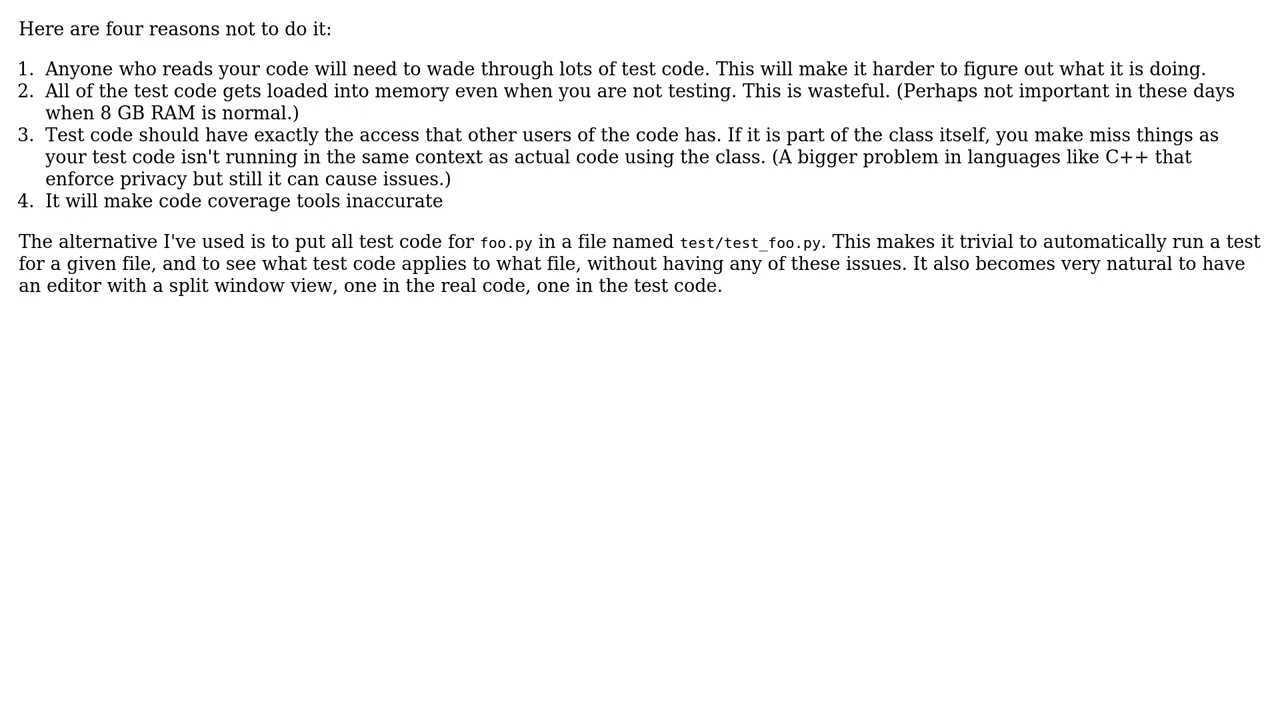 Here are four reasons not to do it:
1. Anyone who reads your code will need to wade through lots of test code. This will make it harder to figure out what it is doing.
2. All of the test code gets loaded into memory even when you are not testing. This is wasteful. (Perhaps not important in these days
when 8 GB RAM is normal.)
3. Test code should have exactly the access that other users of the code has. If it is part of the class itself, you make miss things as
your test code isn't running in the same context as actual code using the class. (A bigger problem in languages like C++ that
enforce privacy but still it can cause issues.)
4. It will make code coverage tools inaccurate
The alternative I've used is to put all test code for foo.py in a file named test/test_foo.py. This makes it trivial to automatically run a test
for a given file, and to see what test code applies to what file, without having any of these issues. It also becomes very natural to have
an editor with a split window view, one in the real code, one in the test code.